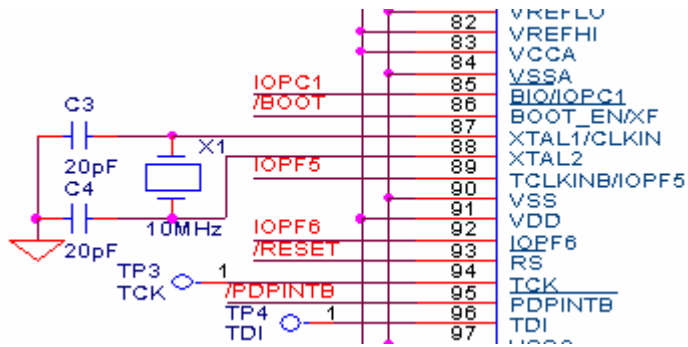 VREFLO
82
VREFHI
83
VCCA
84
VSSA
IOPC1 85
BIO/IOPC1
C3 /BOOT 86
BOOT_EN/XF
87
XTAL1/CLKIN
X1 88
XTAL2
20pF IOPF5 89
TCLKINB/IOPF5
C4 90
VSS
91
VDD
10MHz IOPF6 92
IOPF6
20pF /RESET 93
RS
TP3 1 94
TCK TCK
/PDPINTB 95
PDPINTB
TP4 1 96
TDI TDI
97